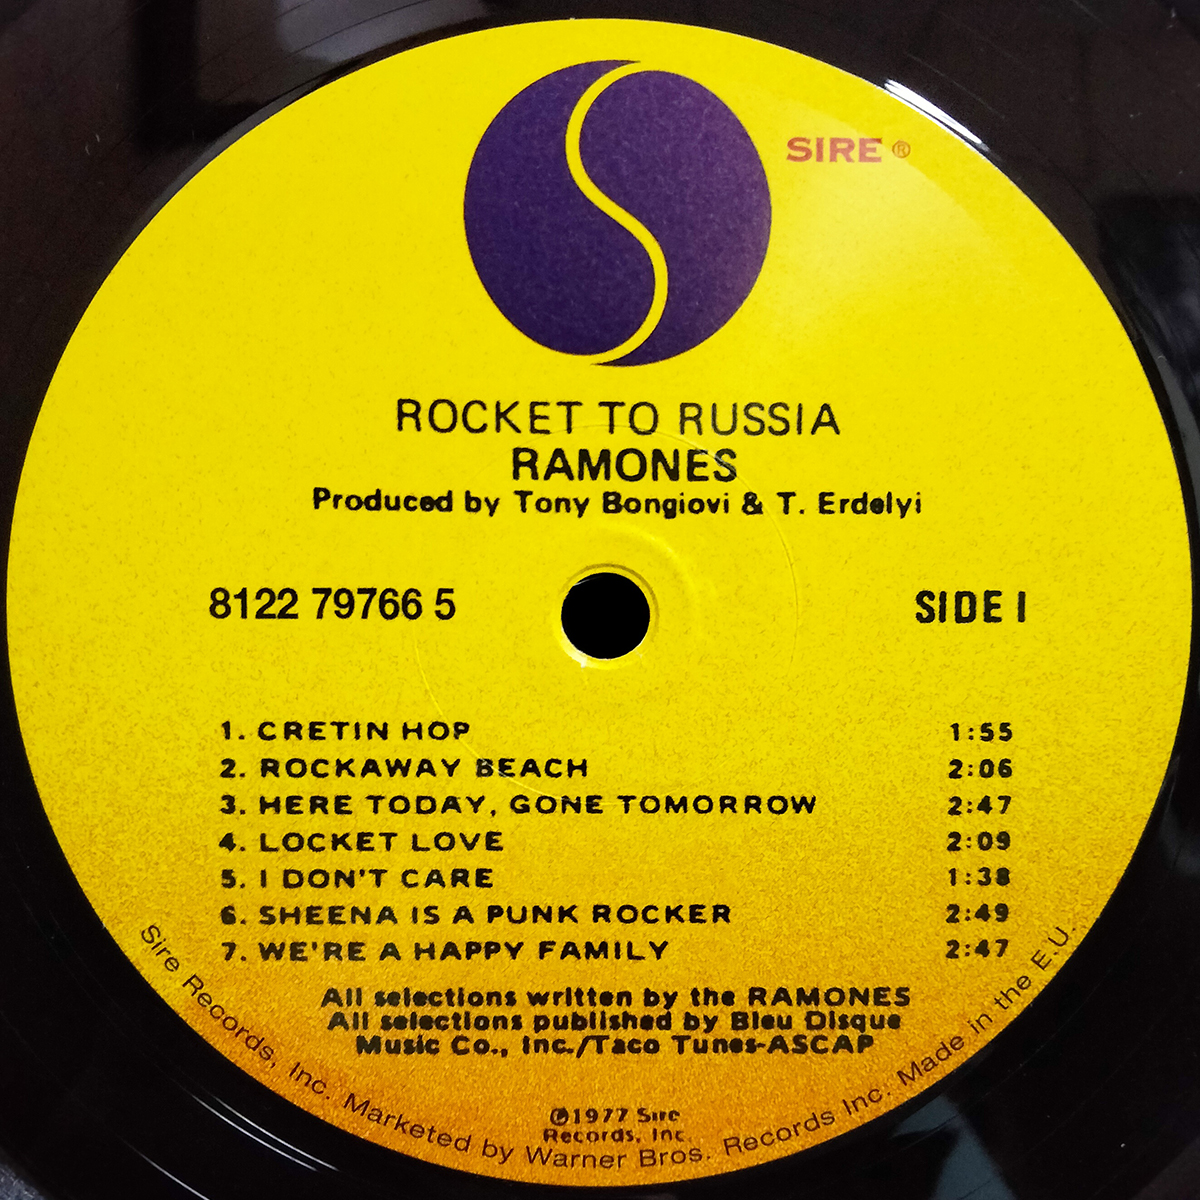 SIRE ®
ROCKET TO RUSSIA
RAMONES
Produced by Tony Bongiovi & T. Erdelyi
8122 79766 5
SIDE I
1. CRETIN HOP 1:55
2. ROCKAWAY BEACH 2:06
3. HERE TODAY, GONE TOMORROW 2:47
4. LOCKET LOVE 2:09
5. I DON'T CARE 1:38
6. SHEENA IS A PUNK ROCKER 2:49
7. WE'RE A HAPPY FAMILY 2:47
All selections written by the RAMONES
All selections published by Bleu Disque
Music Co., Inc./Taco Tunes-ASCAP
℗1977 Sire
Records, Inc.
Sire Records, Inc. Marketed by Warner Bros. Records Inc. Made in the E.U.